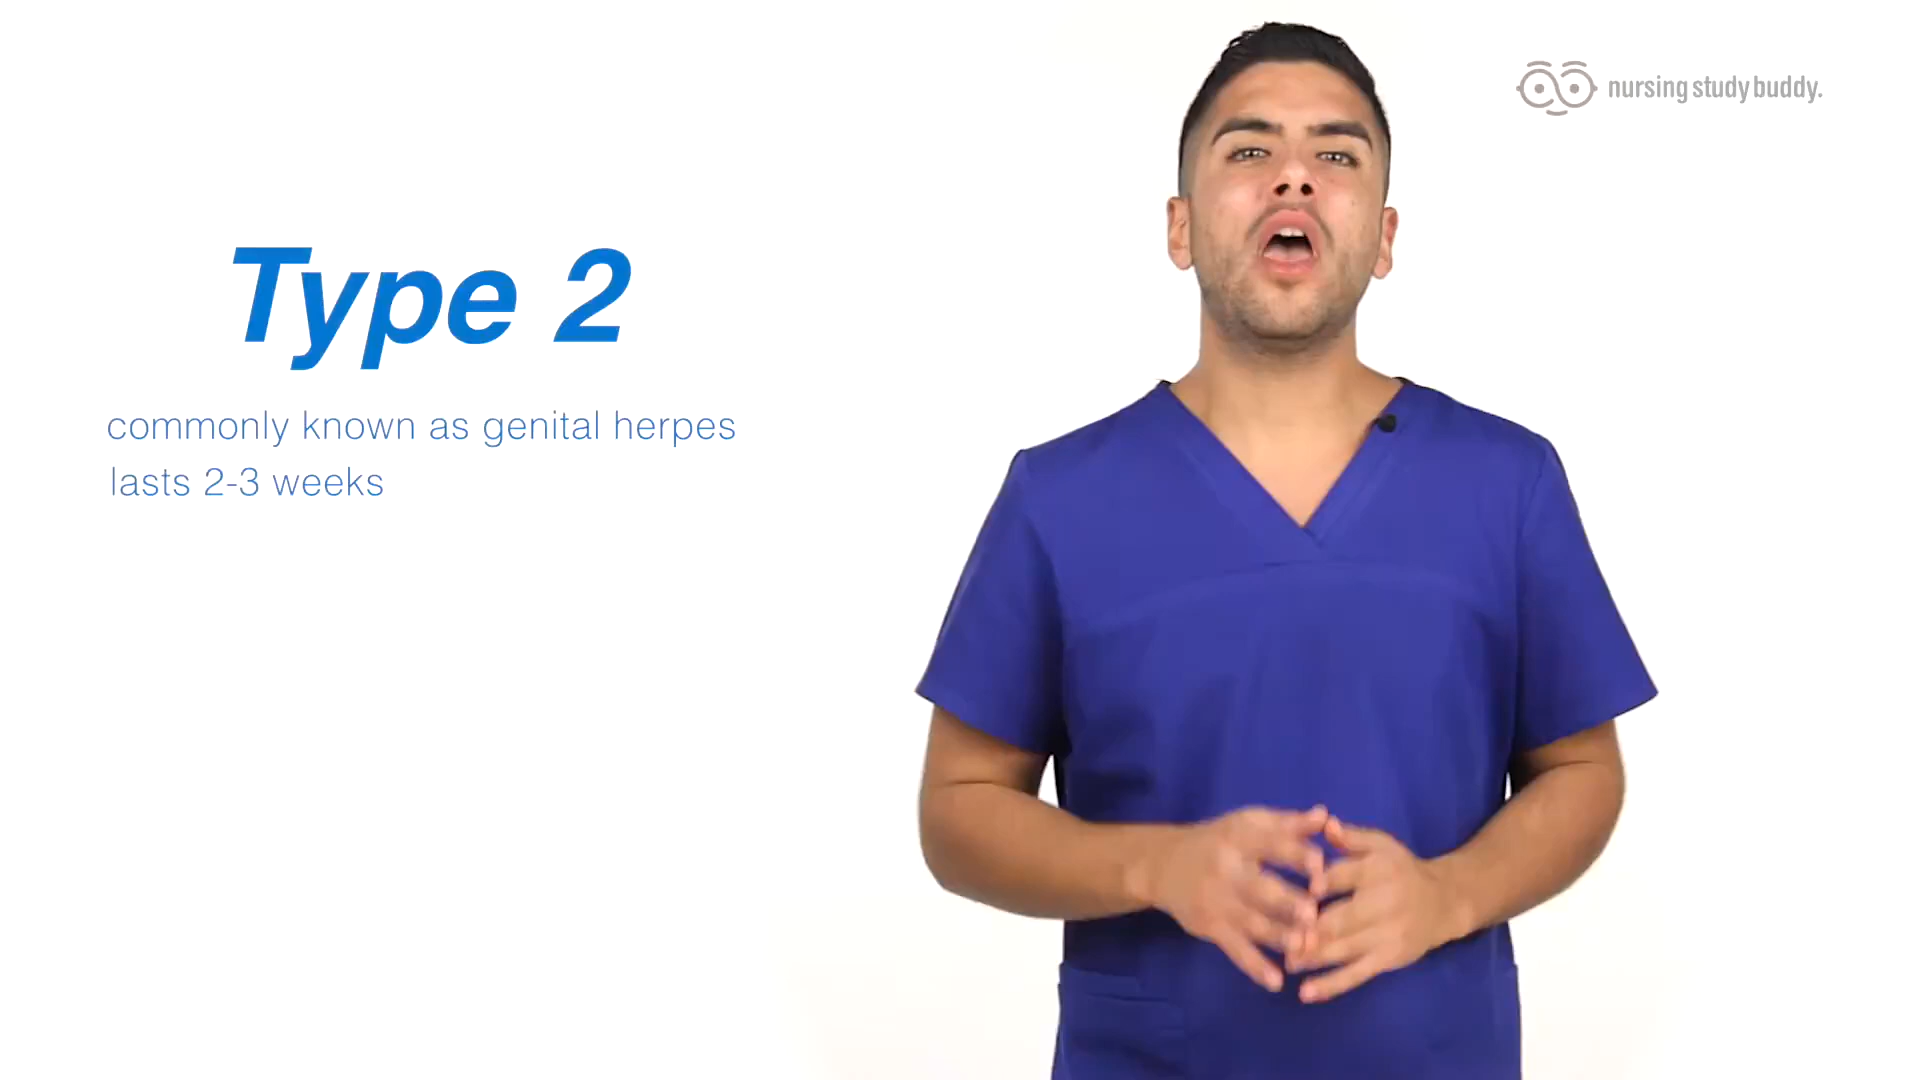 nursing study buddy.
Type 2
commonly known as genital herpes
lasts 2-3 weeks